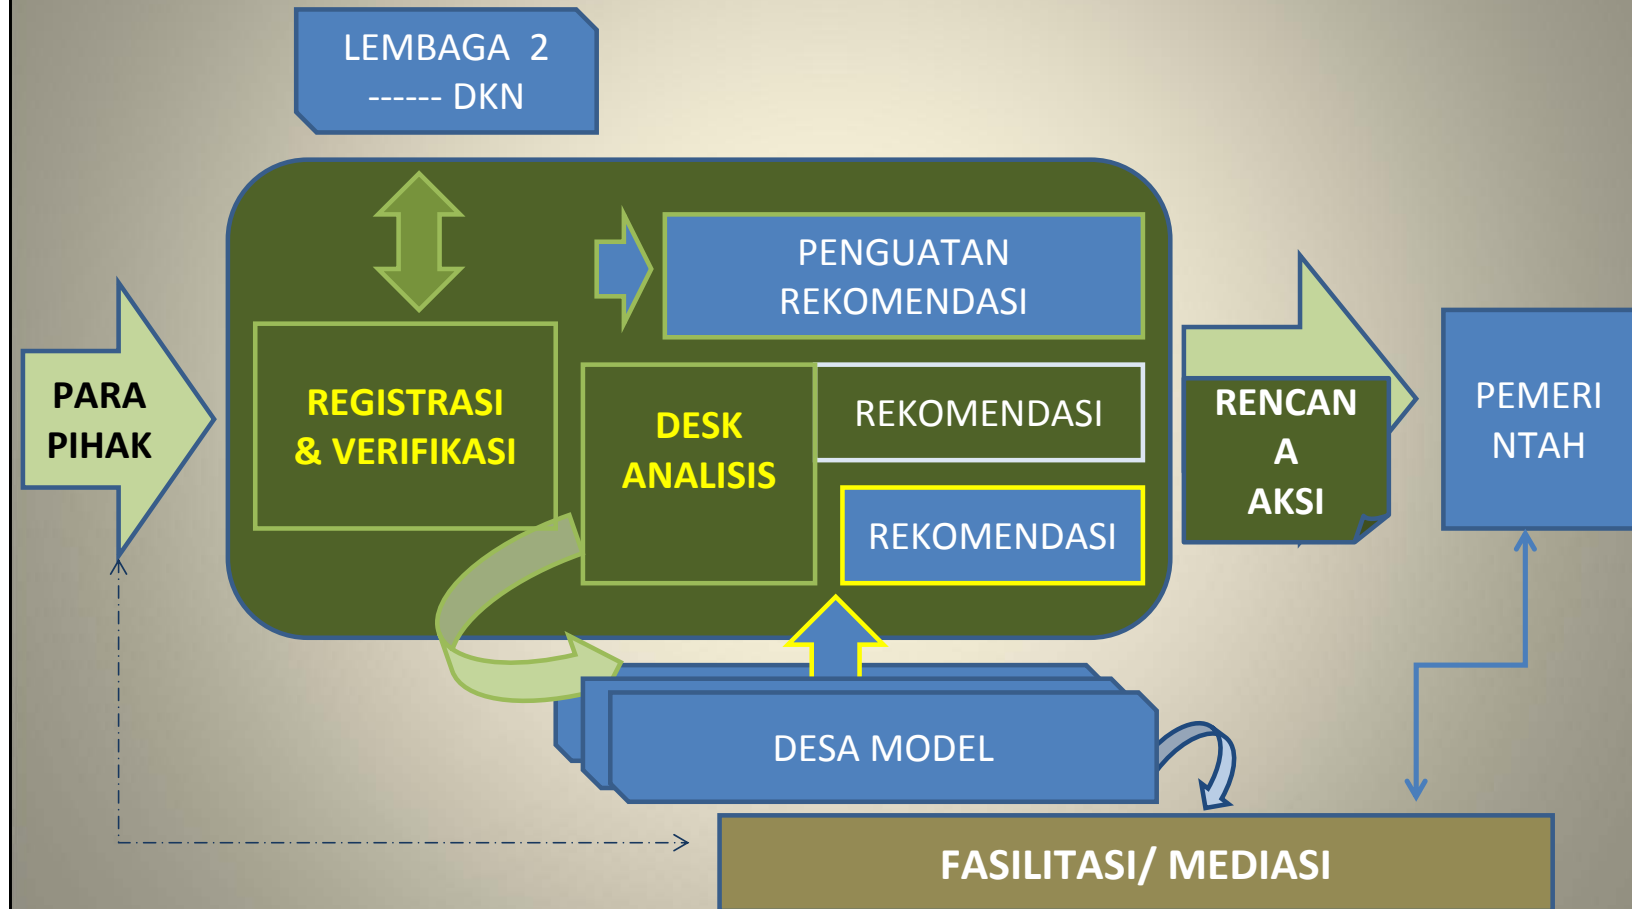 LEMBAGA  2
------ DKN
PENGUATAN
REKOMENDASI
PARA
PIHAK
REGISTRASI
& VERIFIKASI
DESK
ANALISIS
REKOMENDASI
REKOMENDASI
RENCAN
A
AKSI
PEMERI
NTAH
DESA MODEL
FASILITASI/ MEDIASI